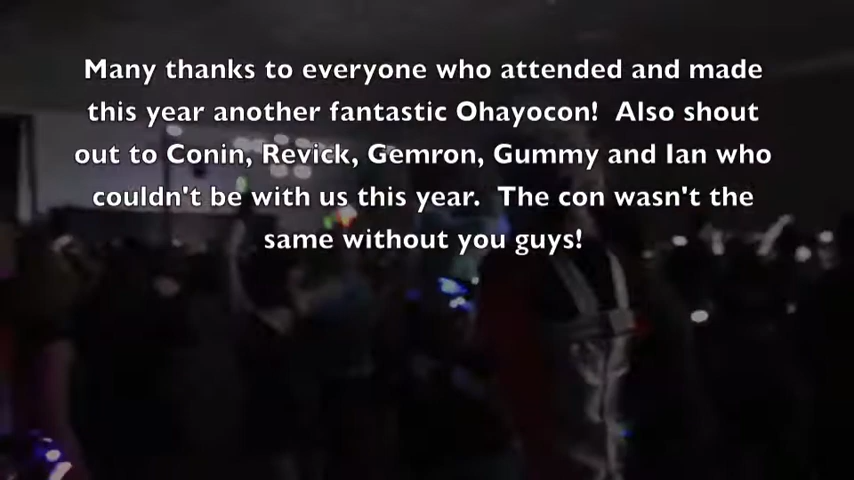 Many thanks to everyone who attended and made
this year another fantastic Ohayocon!  Also shout
out to Conin, Revick, Gemron, Gummy and Ian who
couldn't be with us this year.  The con wasn't the
same without you guys!